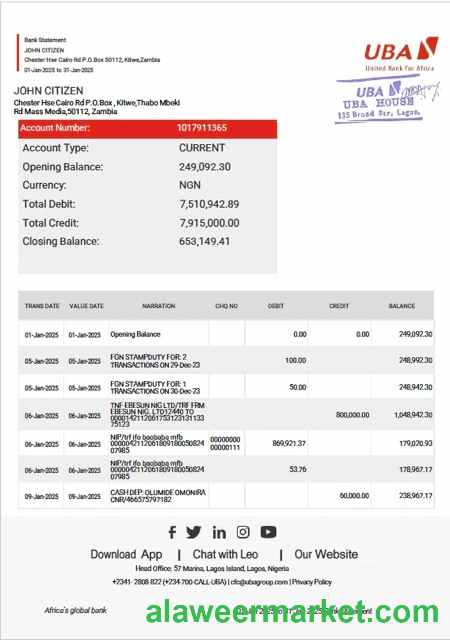 Bank Statement
JOHN CITIZEN
Chester Hse Cairo Rd P.O.Box 50112, Kitwe,Zambia
01-Jan-2025 to 31-Jan-2025
UBA
United Bank for Africa
JOHN CITIZEN
Chester Hse Cairo Rd P.O.Box , Kitwe,Thabo Mbeki
Rd Mass Media,50112, Zambia
UBA
UBA HOUSE
Lagos.
Account Number: 1017911365
Account Type: CURRENT
Opening Balance: 249,092.30
Currency: NGN
Total Debit: 7,510,942.89
Total Credit: 7,915,000.00
Closing Balance: 653,149.41
TRANS DATE VALUE DATE NARRATION CHQ NO DEBIT CREDIT BALANCE
01-Jan-2025 01-Jan-2025 Opening Balance 0.00 0.00 249,092.30
05-Jan-2025 05-Jan-2025 FGN STAMPDUTY FOR: 2 100.00 248,992.30
TRANSACTIONS ON 29-Dec-23
05-Jan-2025 05-Jan-2025 FGN STAMPDUTY FOR: 1 50.00 248,942.30
TRANSACTIONS ON 30-Dec-23
TNF EBESUN NIG LTD/TRF FRM
EBESUN NIG. LTD12440 TO
06-Jan-2025 06-Jan-2025 800,000.00 1,048,942.30
75123
NIP/trf ifo baobaba mfb 00000000
06-Jan-2025 06-Jan-2025 00000111 869,921.37 179,020.93
07985
NIP/trf ifo baobaba mfb
06-Jan-2025 06-Jan-2025 53.76 178,967.17
07985
09-Jan-2025 09-Jan-2025 CASH DEP: OLUMIDE OMONIRA 60,000.00 238,967.17
CNR/466575797182
Download App | Chat with Leo | Our Website
Head Office: 57 Marina, Lagos Island, Lagos, Nigeria
+2341- 2808-822 (+234 700-CALL-UBA) | cfc@ubagroup.com | Privacy Policy
Africa's global bank
alaweermarket.com